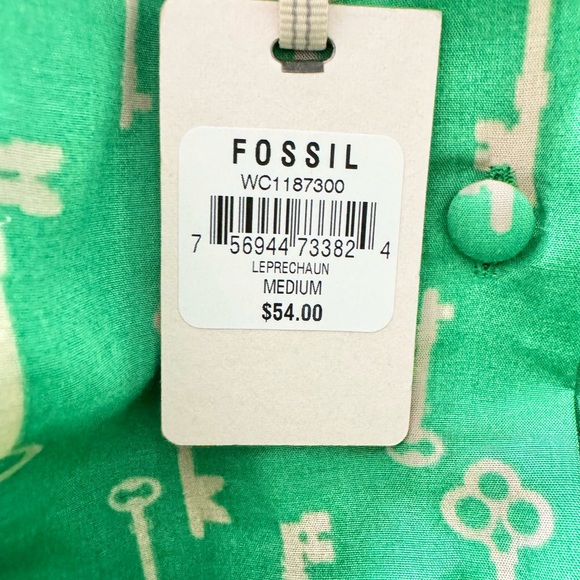 FOSSIL
WC1187300
7 56944 73382 4
LEPRECHAUN
MEDIUM
$54.00